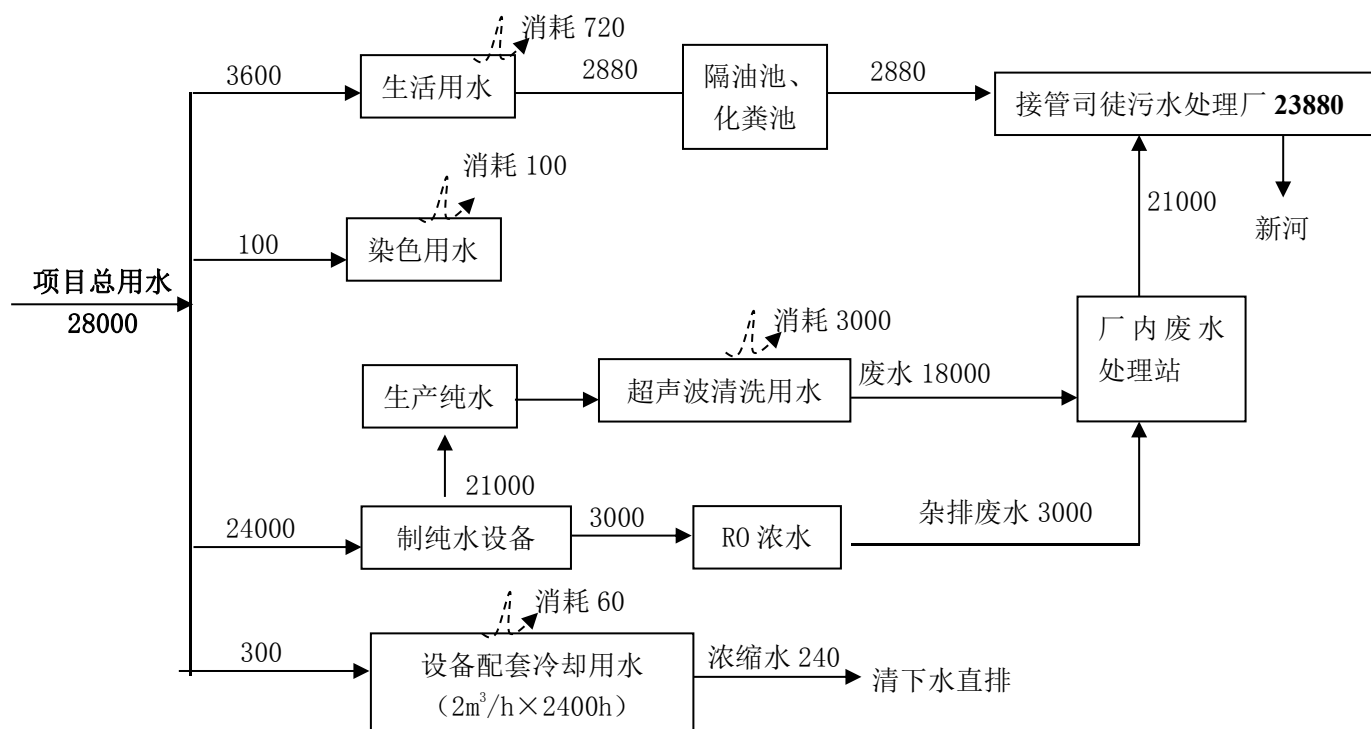 消耗 720
3600
生活用水
2880
隔油池、
化粪池
2880
接管司徒污水处理厂 23880
消耗 100
100
染色用水
21000
新河
项目总用水
28000
消耗 3000
生产纯水
超声波清洗用水
废水 18000
厂内废水
处理站
21000
24000
制纯水设备
3000
RO 浓水
杂排废水 3000
消耗 60
300
设备配套冷却用水
（2m³/h×2400h）
浓缩水 240
清下水直排